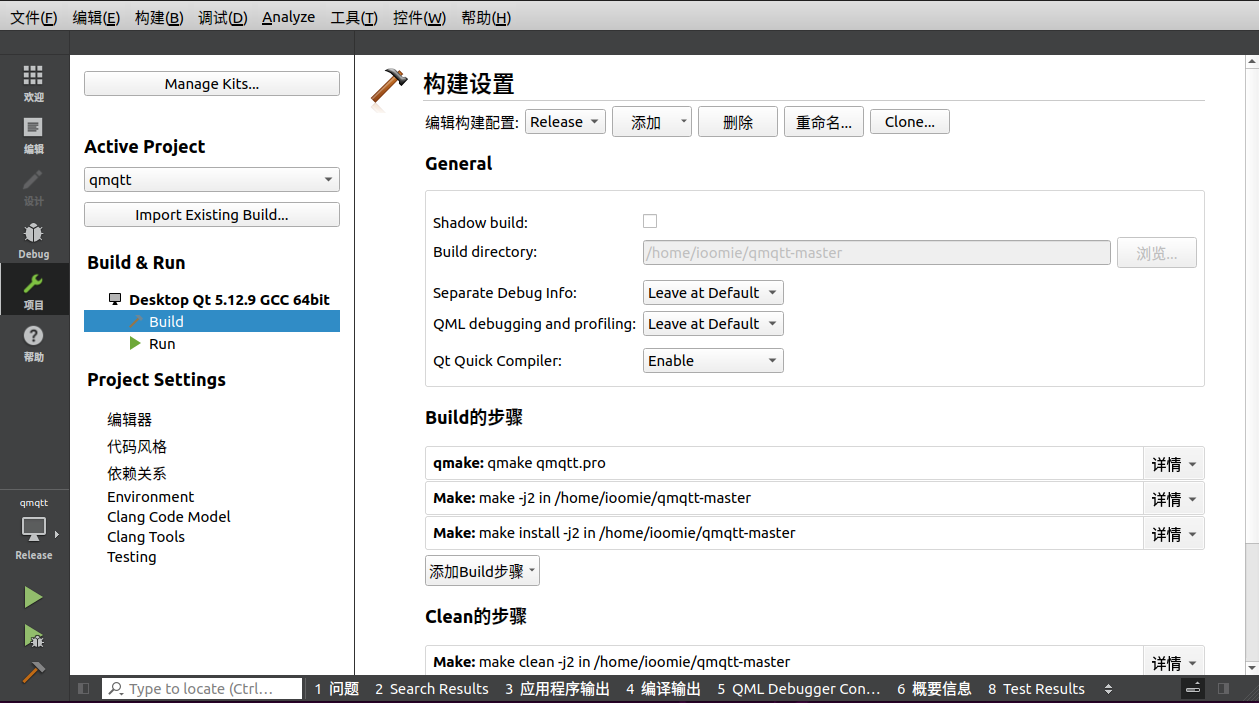 文件(F) 编辑(E) 构建(B) 调试(D) Analyze 工具(T) 控件(W) 帮助(H)
欢迎
编辑
设计
Debug
项目
帮助
qmqtt
Release
Manage Kits...
Active Project
qmqtt
Import Existing Build...
Build & Run
Desktop Qt 5.12.9 GCC 64bit
Build
Run
Project Settings
编辑器
代码风格
依赖关系
Environment
Clang Code Model
Clang Tools
Testing
构建设置
编辑构建配置: Release 添加 删除 重命名... Clone...
General
Shadow build:
Build directory: /home/ioomie/qmqtt-master 浏览...
Separate Debug Info: Leave at Default
QML debugging and profiling: Leave at Default
Qt Quick Compiler: Enable
Build的步骤
qmake: qmake qmqtt.pro 详情
Make: make -j2 in /home/ioomie/qmqtt-master 详情
Make: make install -j2 in /home/ioomie/qmqtt-master 详情
添加Build步骤
Clean的步骤
Make: make clean -j2 in /home/ioomie/qmqtt-master 详情
Type to locate (Ctrl... 1 问题 2 Search Results 3 应用程序输出 4 编译输出 5 QML Debugger Con... 6 概要信息 8 Test Results